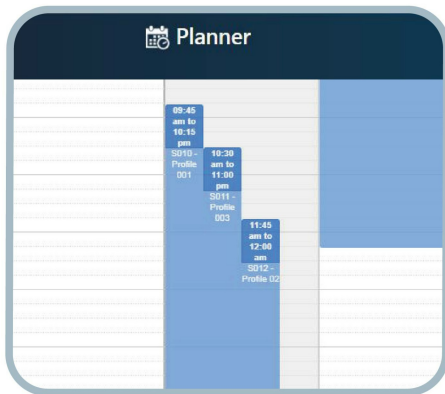 Planner
09:45
am to
10:15
pm
S010 -
Profile
001
10:30
am to
11:00
pm
S011 -
Profile
003
11:45
am to
12:00
am
S012 -
Profile 02